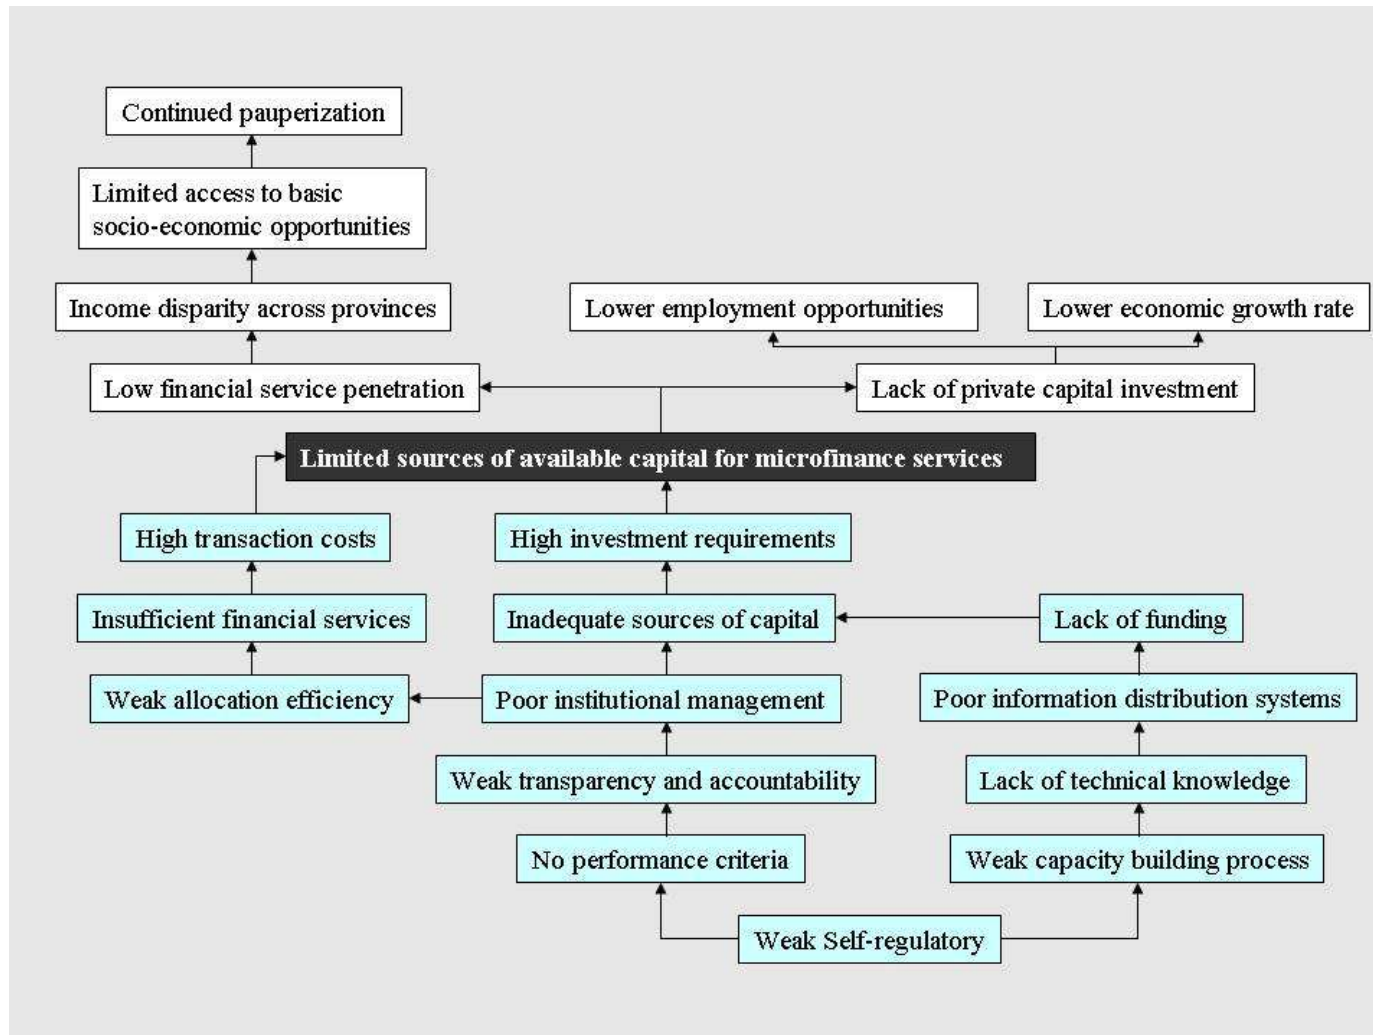 Continued pauperization
Limited access to basic
socio-economic opportunities
Income disparity across provinces
Lower employment opportunities
Lower economic growth rate
Low financial service penetration
Lack of private capital investment
Limited sources of available capital for microfinance services
High transaction costs
High investment requirements
Insufficient financial services
Inadequate sources of capital
Lack of funding
Weak allocation efficiency
Poor institutional management
Poor information distribution systems
Weak transparency and accountability
Lack of technical knowledge
No performance criteria
Weak capacity building process
Weak Self-regulatory